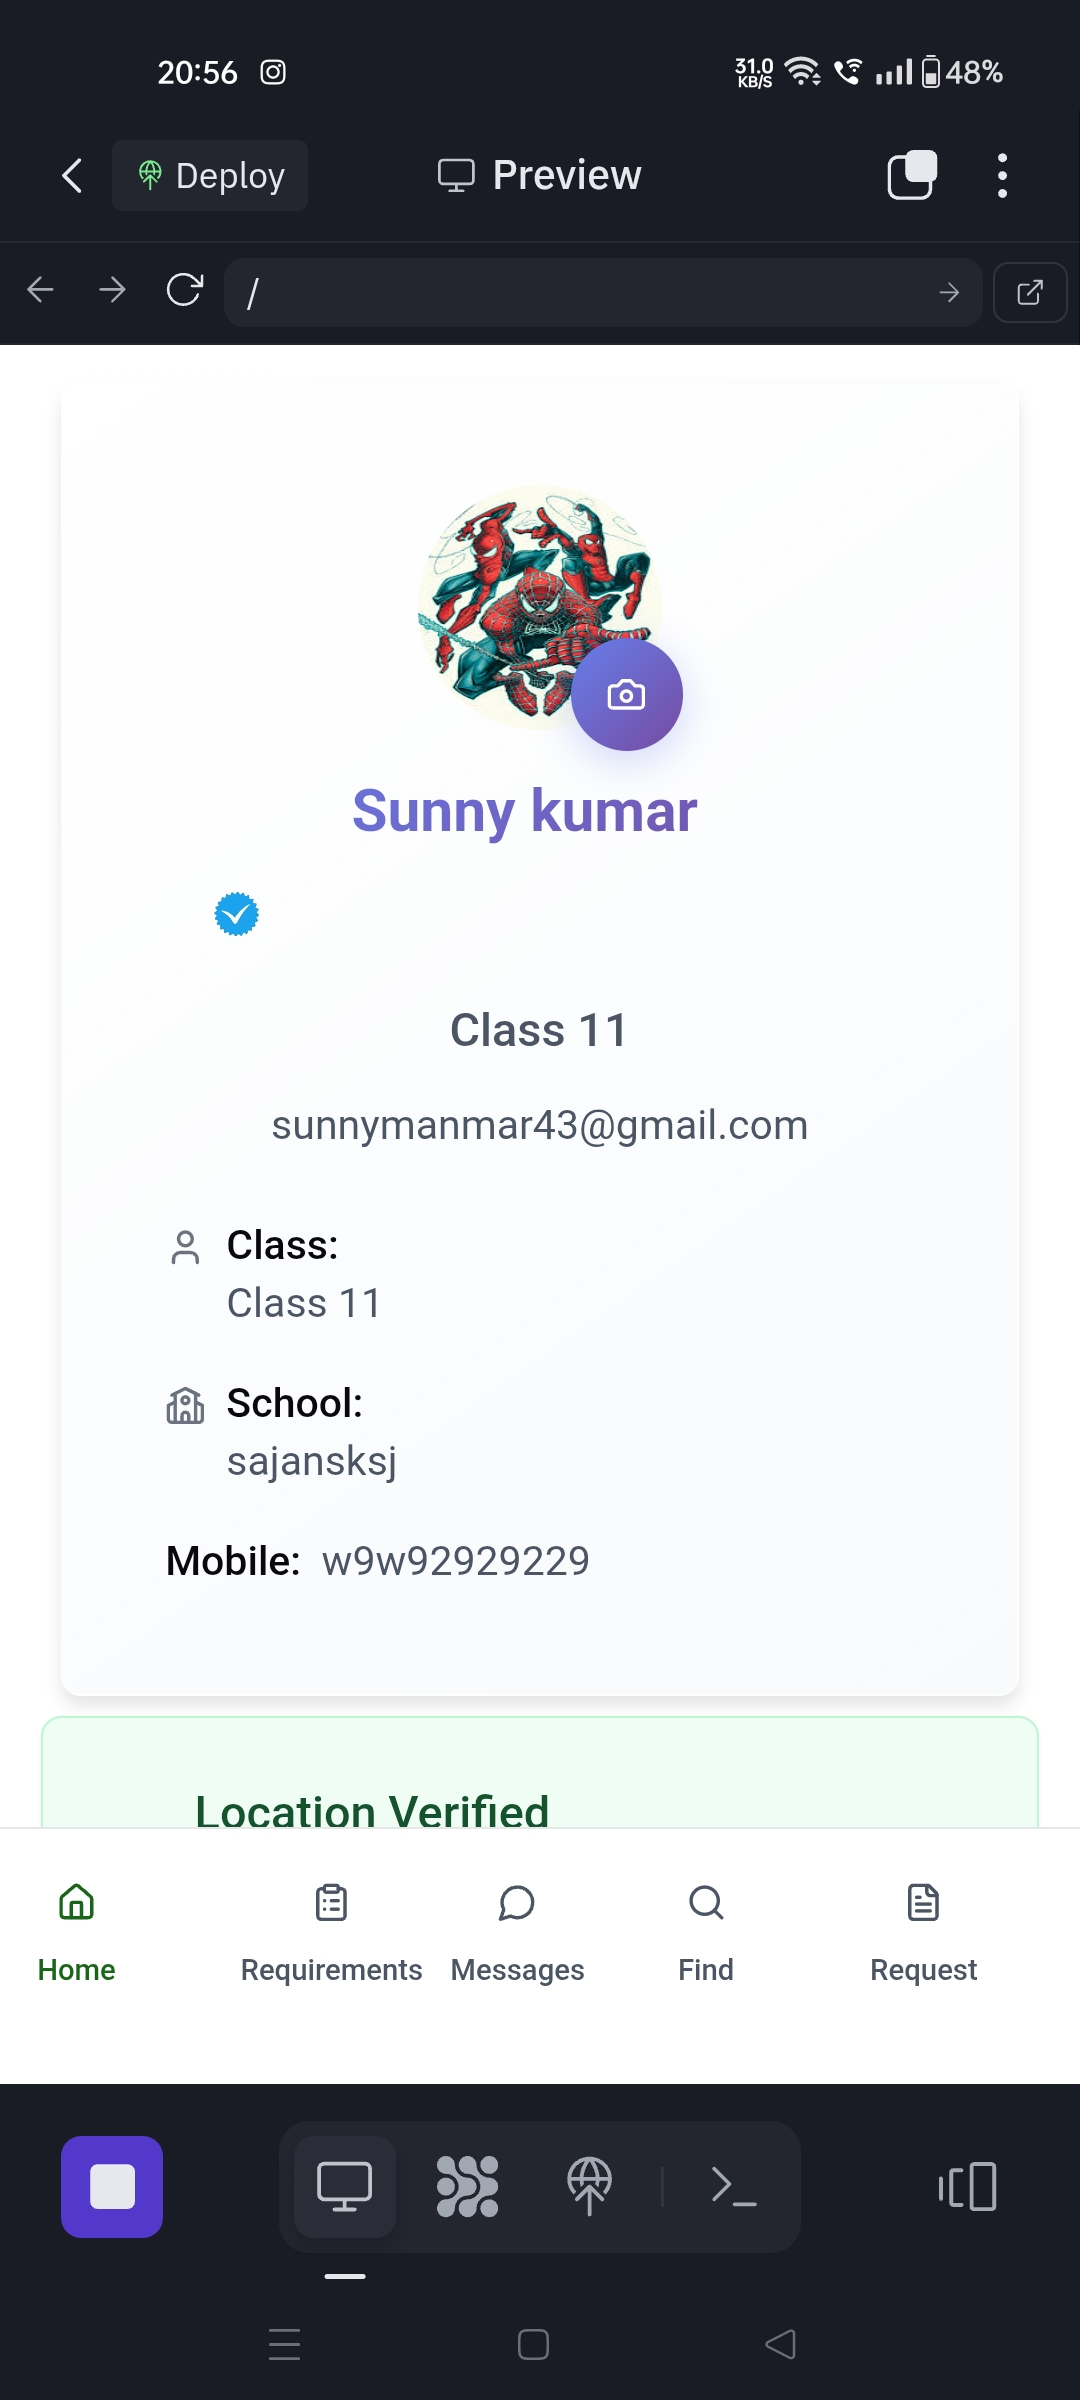 20:56
31.0
KB/S
48%
Deploy
Preview
/
Sunny kumar
Class 11
sunnymanmar43@gmail.com
Class:
Class 11
School:
sajansksj
Mobile: w9w92929229
Location Verified
Home
Requirements
Messages
Find
Request